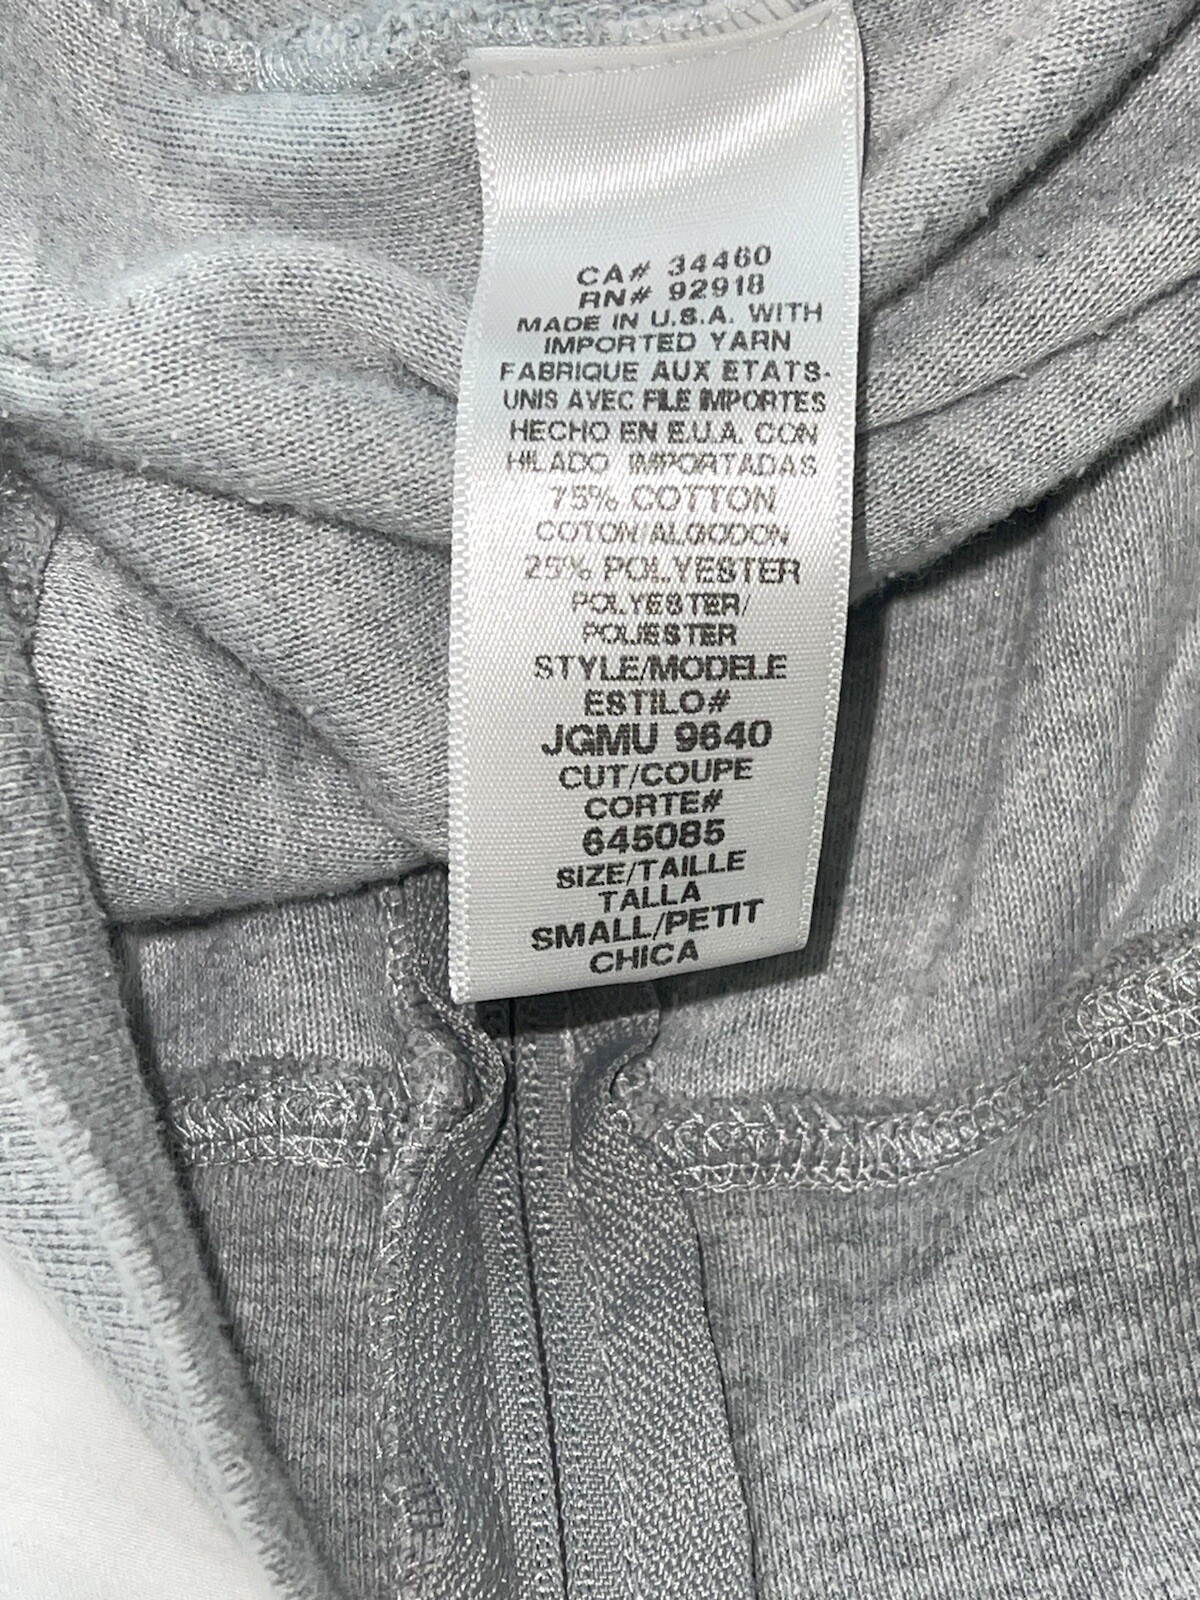 CA# 34460
RN# 92918
MADE IN U.S.A. WITH
IMPORTED YARN
FABRIQUE AUX ETATS-
UNIS AVEC FILE IMPORTES
HECHO EN E.U.A. CON
HILADO IMPORTADAS
75% COTTON
COTON/ALGODON
25% POLYESTER
POLYESTER/
POLIESTER
STYLE/MODELE
ESTILO#
JGMU 9640
CUT/COUPE
CORTE#
645085
SIZE/TAILLE
TALLA
SMALL/PETIT
CHICA